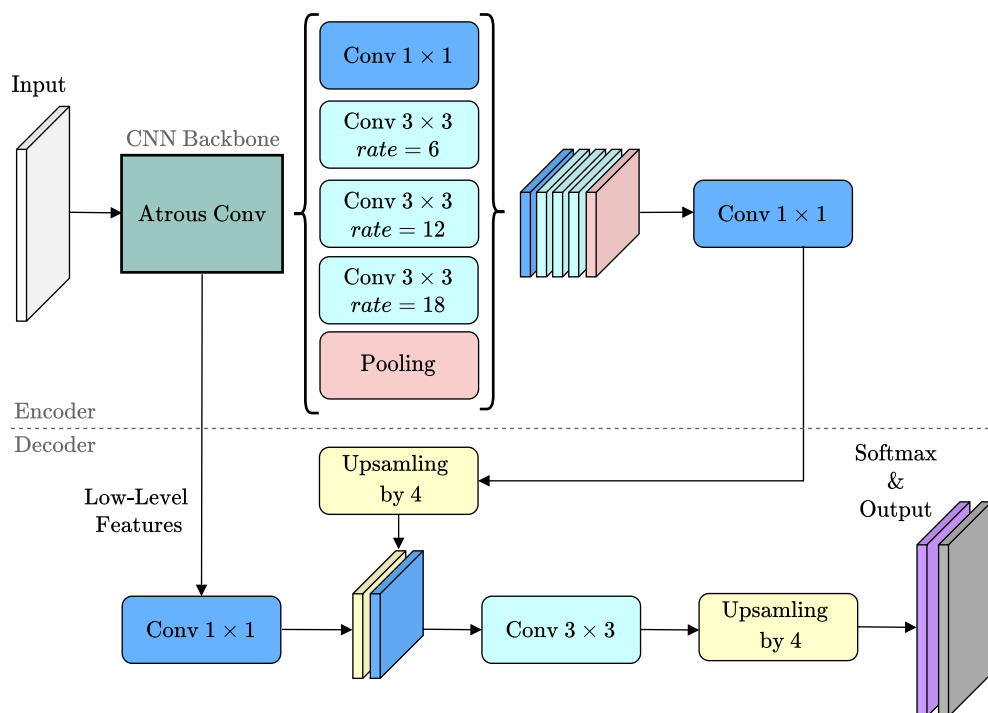 Input
CNN Backbone
Atrous Conv
Conv 1 × 1
Conv 3 × 3
rate = 6
Conv 3 × 3
rate = 12
Conv 3 × 3
rate = 18
Pooling
Conv 1 × 1
Encoder
Decoder
Low-Level
Features
Upsamling
by 4
Softmax
&
Output
Conv 1 × 1
Conv 3 × 3
Upsamling
by 4